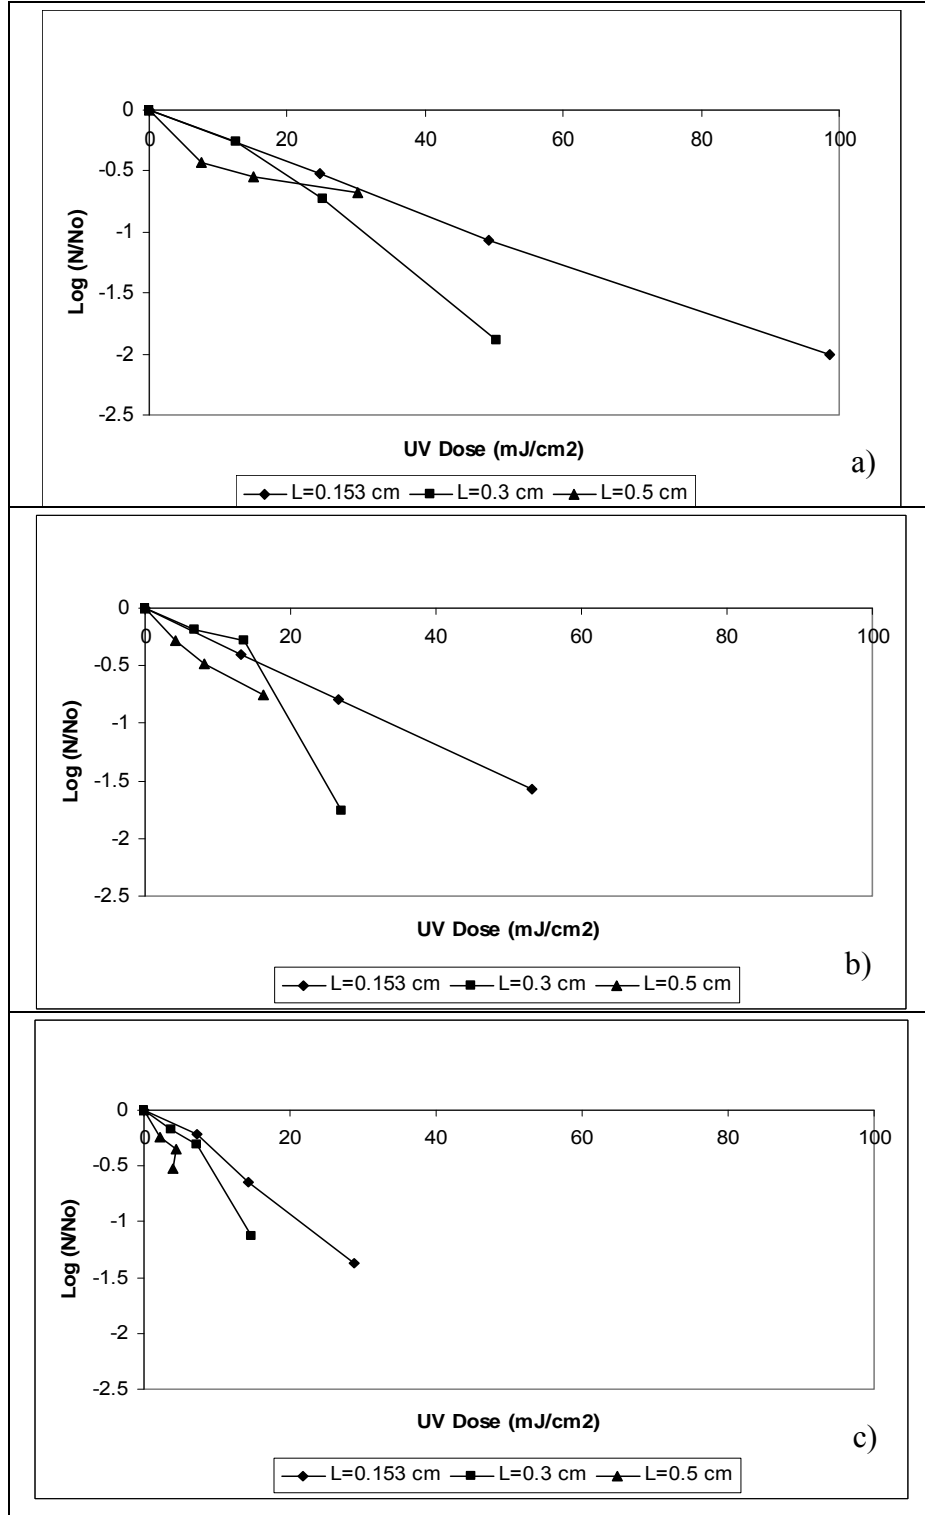 0
0 20 40 60 80 100
-0.5
-1
-1.5
-2
-2.5
Log (N/No)
UV Dose (mJ/cm2)
a)
L=0.153 cm L=0.3 cm L=0.5 cm
0
0 20 40 60 80 100
-0.5
-1
-1.5
-2
-2.5
Log (N/No)
UV Dose (mJ/cm2)
b)
L=0.153 cm L=0.3 cm L=0.5 cm
0
0 20 40 60 80 100
-0.5
-1
-1.5
-2
-2.5
Log (N/No)
UV Dose (mJ/cm2)
c)
L=0.153 cm L=0.3 cm L=0.5 cm